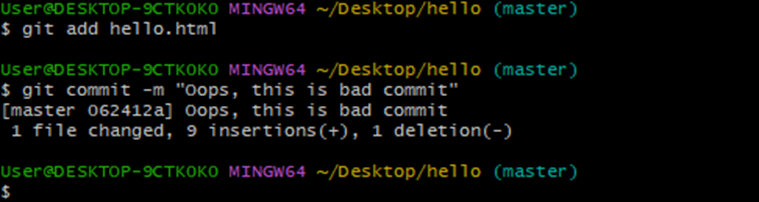 User@DESKTOP-9CTKOKO MINGW64 ~/Desktop/hello (master)
$ git add hello.html
User@DESKTOP-9CTKOKO MINGW64 ~/Desktop/hello (master)
$ git commit -m "Oops, this is bad commit"
[master 062412a] Oops, this is bad commit
 1 file changed, 9 insertions(+), 1 deletion(-)
User@DESKTOP-9CTKOKO MINGW64 ~/Desktop/hello (master)
$